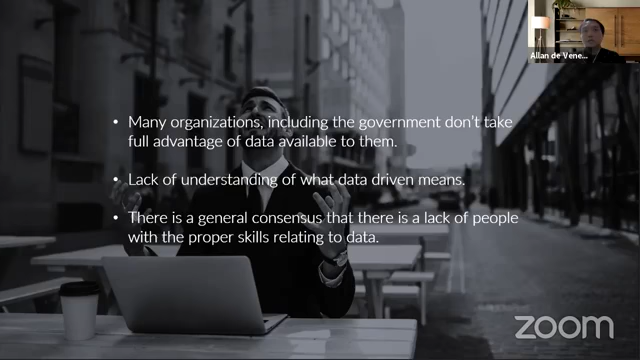 Allan de Vene...
• Many organizations, including the government don't take
full advantage of data available to them.
• Lack of understanding of what data driven means.
• There is a general consensus that there is a lack of people
with the proper skills relating to data.
zoom